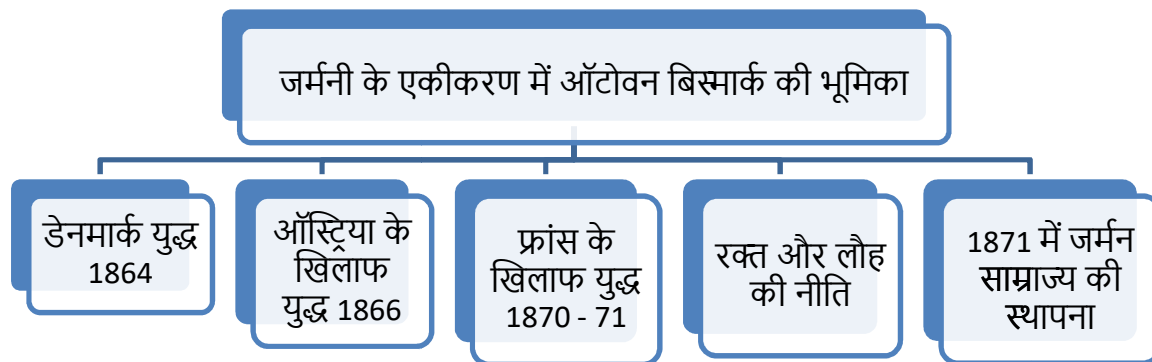 जर्मनी के एकीकरण में ऑटोवन बिस्मार्क की भूमिका
डेनमार्क युद्ध
1864
ऑस्ट्रिया के
खिलाफ
युद्ध 1866
फ्रांस के
खिलाफ युद्ध
1870 - 71
रक्त और लौह
की नीति
1871 में जर्मन
साम्राज्य की
स्थापना